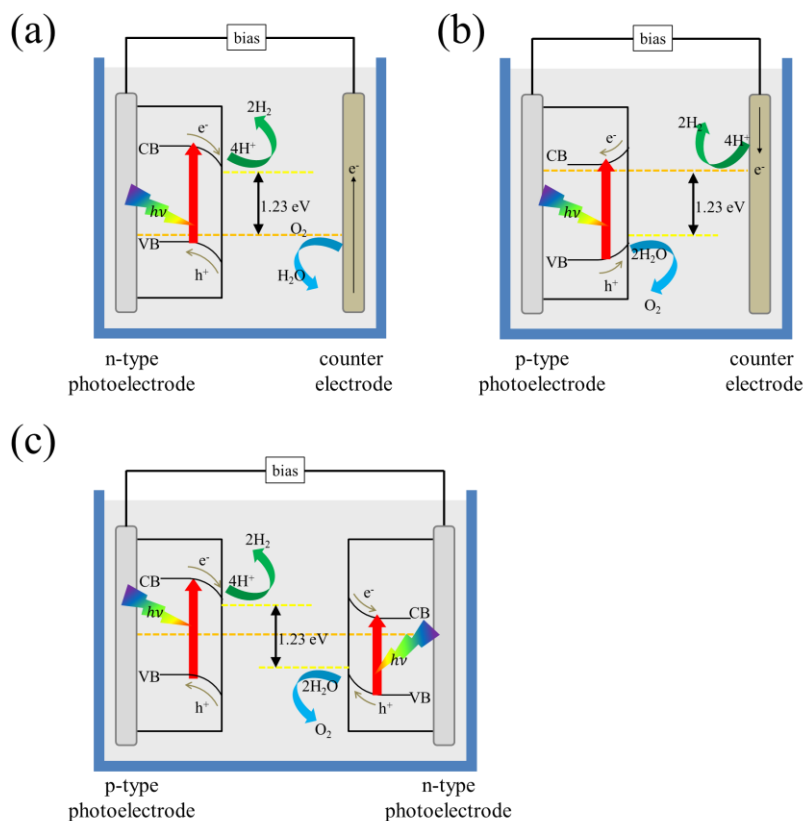 (a)
bias
2H₂
e⁻
CB
4H⁺
e⁻
1.23 eV
hν
O₂
VB
H₂O
h⁺
n-type
photoelectrode
counter
electrode
(b)
bias
2H₂
4H⁺
e⁻
e⁻
CB
1.23 eV
hν
VB
2H₂O
h⁺
O₂
p-type
photoelectrode
counter
electrode
(c)
bias
2H₂
e⁻
CB
4H⁺
e⁻
hν
CB
1.23 eV
hν
VB
2H₂O
VB
h⁺
h⁺
O₂
p-type
photoelectrode
n-type
photoelectrode